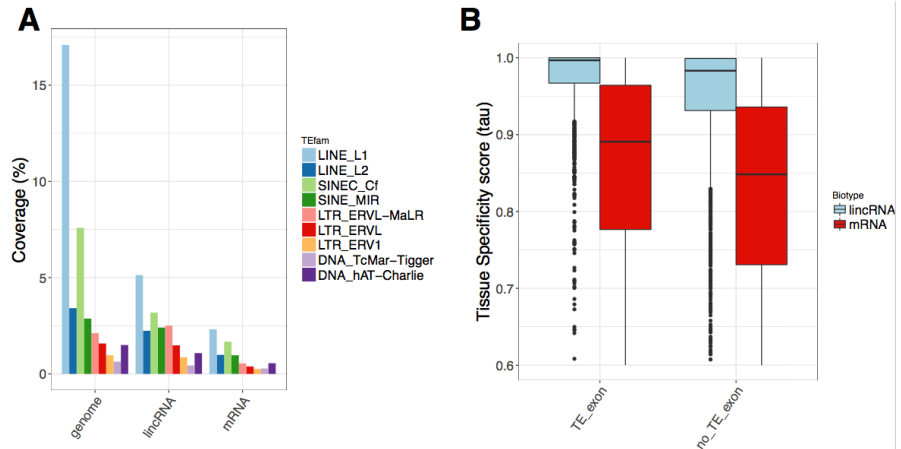 A
Coverage (%)
15
10
5
0
genome
lincRNA
mRNA
TEfam
LINE_L1
LINE_L2
SINEC_Cf
SINE_MIR
LTR_ERVL−MaLR
LTR_ERVL
LTR_ERV1
DNA_TcMar−Tigger
DNA_hAT−Charlie
B
Tissue Specificity score (tau)
1.0
0.9
0.8
0.7
0.6
TE_exon
no_TE_exon
Biotype
lincRNA
mRNA